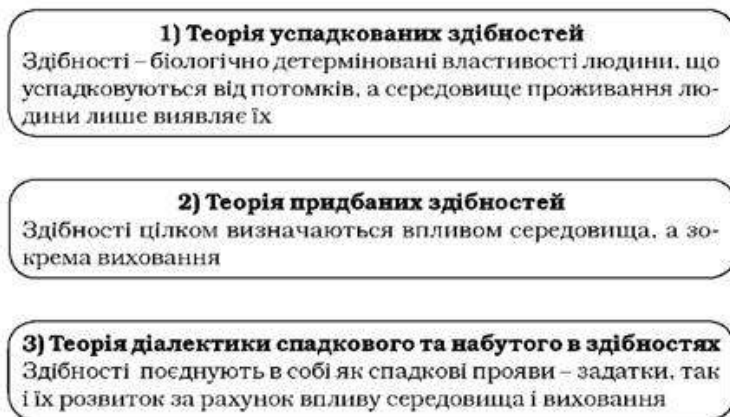 1) Теорія успадкованих здібностей
Здібності – біологічно детерміновані властивості людини, що
успадковуються від потомків, а середовище проживання лю-
дини лише виявляє їх
2) Теорія придбаних здібностей
Здібності цілком визначаються впливом середовища, а зо-
крема виховання
3) Теорія діалектики спадкового та набутого в здібностях
Здібності поєднують в собі як спадкові прояви – задатки, так
і їх розвиток за рахунок впливу середовища і виховання